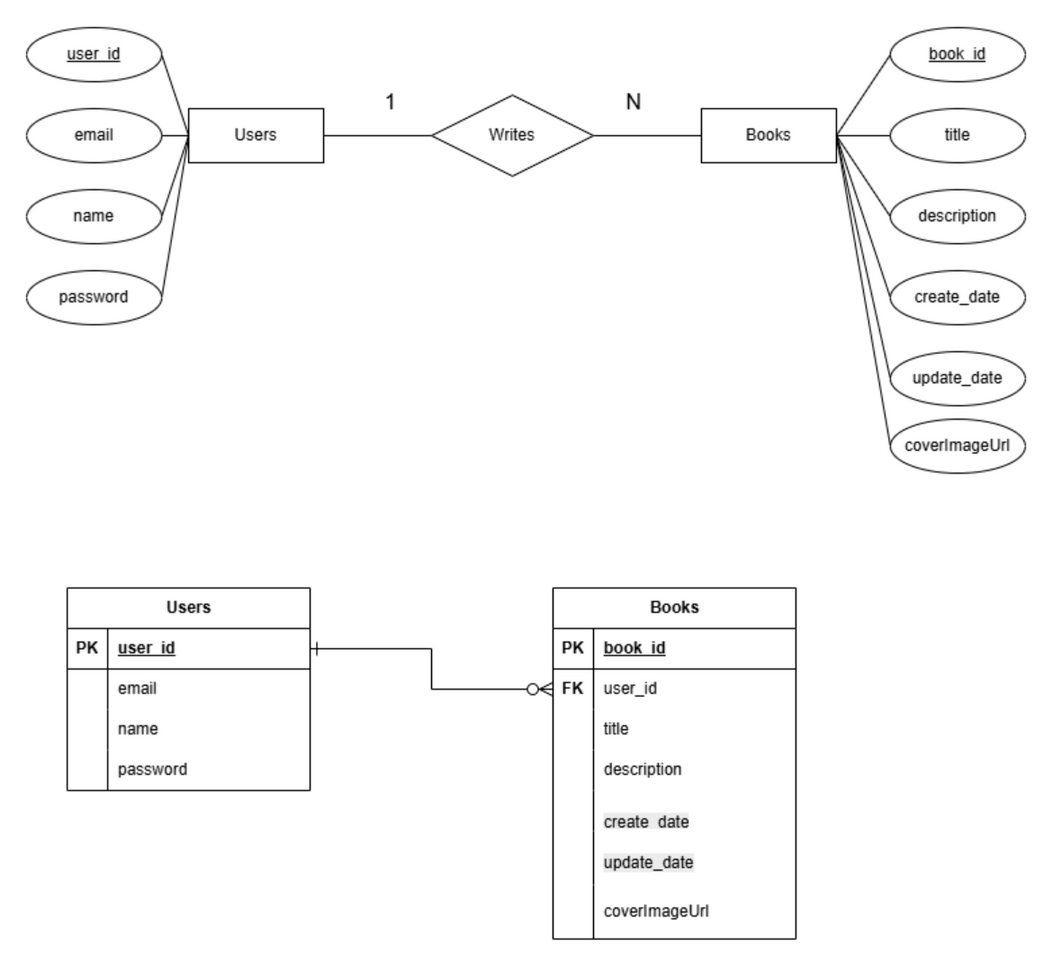 user_id
email
name
password
Users
1
Writes
N
Books
book_id
title
description
create_date
update_date
coverImageUrl
Users
PK user_id
email
name
password
Books
PK book_id
FK user_id
title
description
create_date
update_date
coverImageUrl